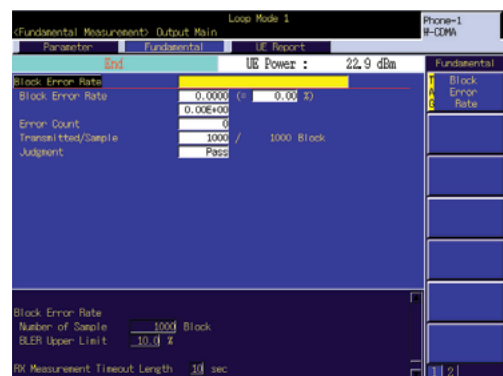 Loop Mode 1
<Fundamental Measurement> Output Main
Phone-1
W-CDMA
Parameter Fundamental UE Report
End UE Power : 22.9 dBm
Fundamental
Block Error Rate
Block Error Rate 0.0000 (= 0.00 %)
0.00E+00
Error Count 0
Transmitted/Sample 1000 / 1000 Block
Judgment Pass
TAG
Block
Error
Rate
Block Error Rate
Number of Sample 1000 Block
BLER Upper Limit 10.0 %
RX Measurement Timeout Length 10 sec
1 2